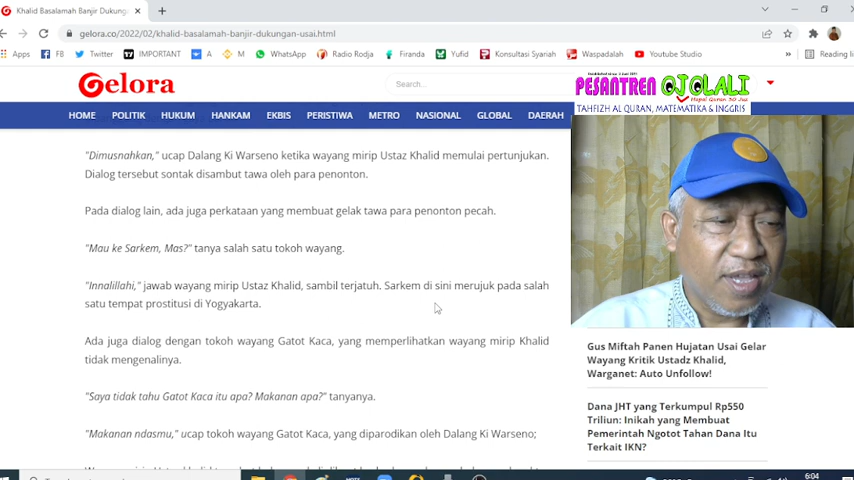 Khalid Basalamah Banjir Dukung
gelora.co/2022/02/khalid-basalamah-banjir-dukungan-usai.html
Apps
F8
Twitter
IMPORTANT
A
M
WhatsApp
Radio Rodja
Firanda
Yufid
Konsultasi Syariah
Waspadalah
Youtube Studio
»
Reading li
Gelora
Search...
PESANTREN OJOLALI
Hapal Quran 30 Juz
TAHFIZH AL QURAN, MATEMATIKA & INGGRIS
HOME POLITIK HUKUM HANKAM EKBIS PERISTIWA METRO NASIONAL GLOBAL DAERAH
"Dimusnahkan," ucap Dalang Ki Warseno ketika wayang mirip Ustaz Khalid memulai pertunjukan.
Dialog tersebut sontak disambut tawa oleh para penonton.
Pada dialog lain, ada juga perkataan yang membuat gelak tawa para penonton pecah.
"Mau ke Sarkem, Mas?" tanya salah satu tokoh wayang.
"Innalillahi," jawab wayang mirip Ustaz Khalid, sambil terjatuh. Sarkem di sini merujuk pada salah
satu tempat prostitusi di Yogyakarta.
Ada juga dialog dengan tokoh wayang Gatot Kaca, yang memperlihatkan wayang mirip Khalid
tidak mengenalinya.
"Saya tidak tahu Gatot Kaca itu apa? Makanan apa?" tanyanya.
"Makanan ndasmu," ucap tokoh wayang Gatot Kaca, yang diparodikan oleh Dalang Ki Warseno;
Gus Miftah Panen Hujatan Usai Gelar
Wayang Kritik Ustadz Khalid,
Warganet: Auto Unfollow!
Dana JHT yang Terkumpul Rp550
Triliun: Inikah yang Membuat
Pemerintah Ngotot Tahan Dana Itu
Terkait IKN?
6:04